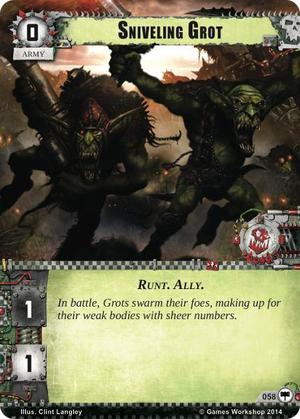 0
SNIVELING GROT
ARMY
RUNT. ALLY.
In battle, Grots swarm their foes, making up for
their weak bodies with sheer numbers.
1
1
058
Illus. Clint Langley
© Games Workshop 2014